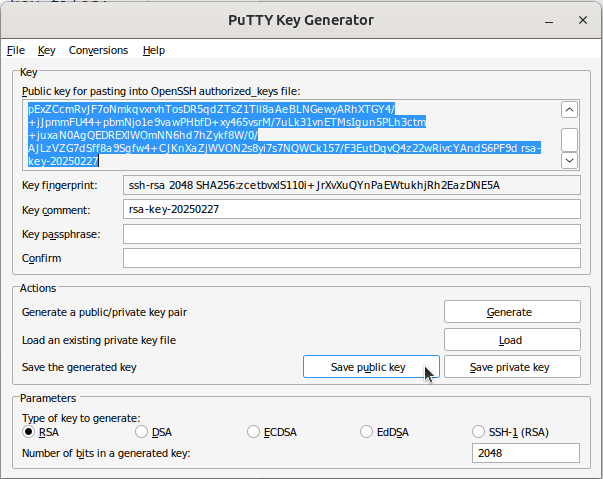 PuTTY Key Generator
File Key Conversions Help
Key
Public key for pasting into OpenSSH authorized_keys file:
pExZCcmRvJF7oNmkqvxrvhTosDR5qdZTsZ1TIl8aAeBLNGewyARhXTGY4/
+jJpmmFU44+pbmNjo1e9vawPHbfD+xy465vsrM/7uLk31vnETMsIgun5PLh3ctm
+juxaN0AgQEDREXIWOmNN6hd7hZykf8W/0/
AJLzVZG7dSff8a9Sgfw4+CJKnXaZjWVON2s8yi7s7NQWCk157/F3EutDqvQ4z22wRivcYAndS6PF9d rsa-
key-20250227
Key fingerprint: ssh-rsa 2048 SHA256:zcetbvxlS110i+JrXvXuQYnPaEWtukhjRh2EazDNE5A
Key comment: rsa-key-20250227
Key passphrase:
Confirm
Actions
Generate a public/private key pair Generate
Load an existing private key file Load
Save the generated key Save public key Save private key
Parameters
Type of key to generate:
RSA DSA ECDSA EdDSA SSH-1 (RSA)
Number of bits in a generated key: 2048